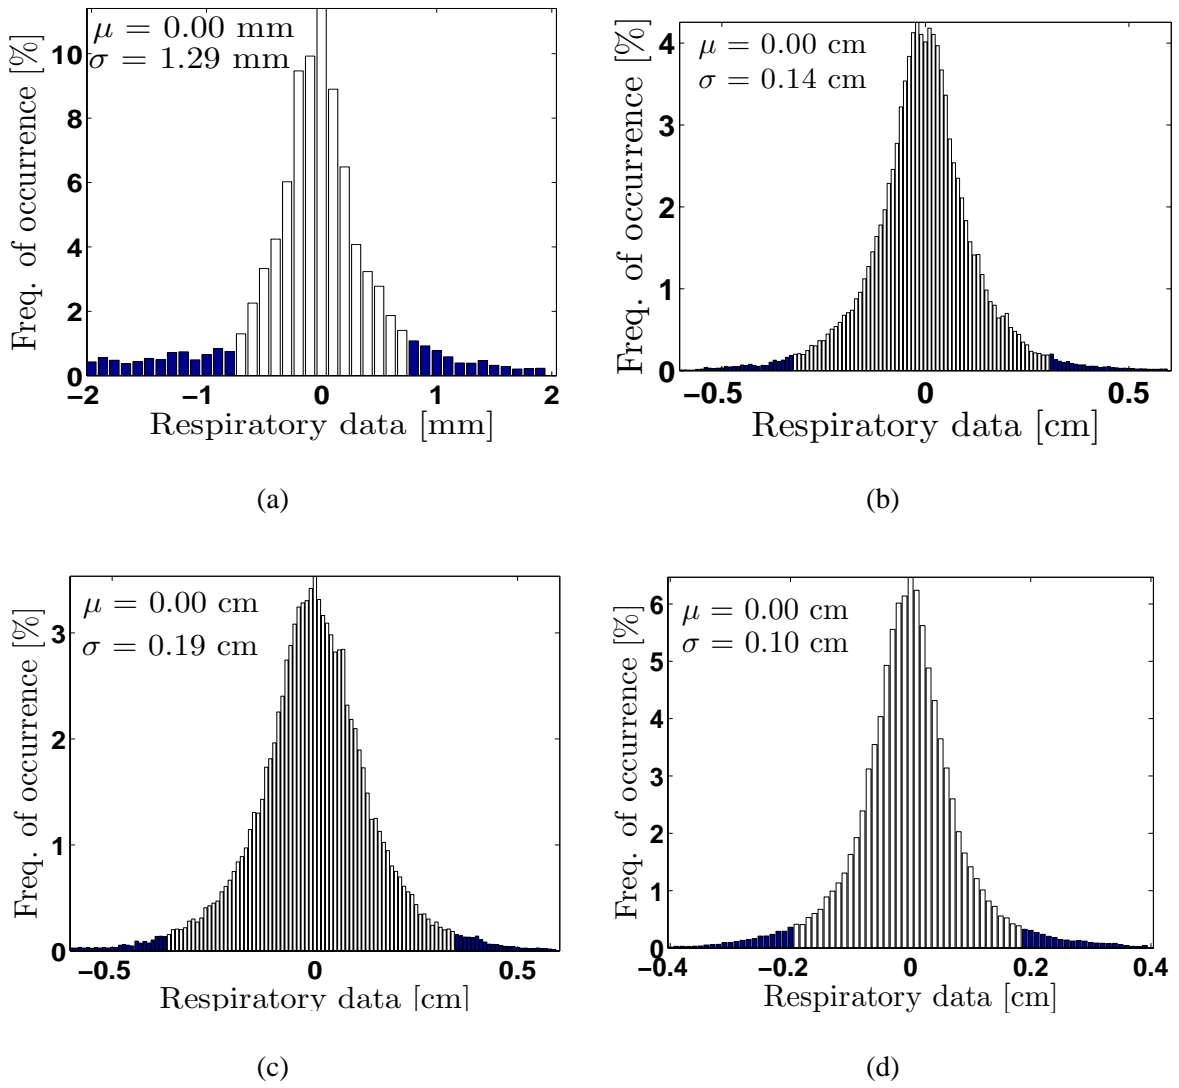 μ = 0.00 mm
σ = 1.29 mm
Freq. of occurrence [%]
10
8
6
4
2
0
−2 −1 0 1 2
Respiratory data [mm]
(a)
μ = 0.00 cm
σ = 0.14 cm
Freq. of occurrence [%]
4
3
2
1
0
−0.5 0 0.5
Respiratory data [cm]
(b)
μ = 0.00 cm
σ = 0.19 cm
Freq. of occurrence [%]
3
2
1
0
−0.5 0 0.5
Respiratory data [cm]
(c)
μ = 0.00 cm
σ = 0.10 cm
Freq. of occurrence [%]
6
5
4
3
2
1
0
−0.4 −0.2 0 0.2 0.4
Respiratory data [cm]
(d)